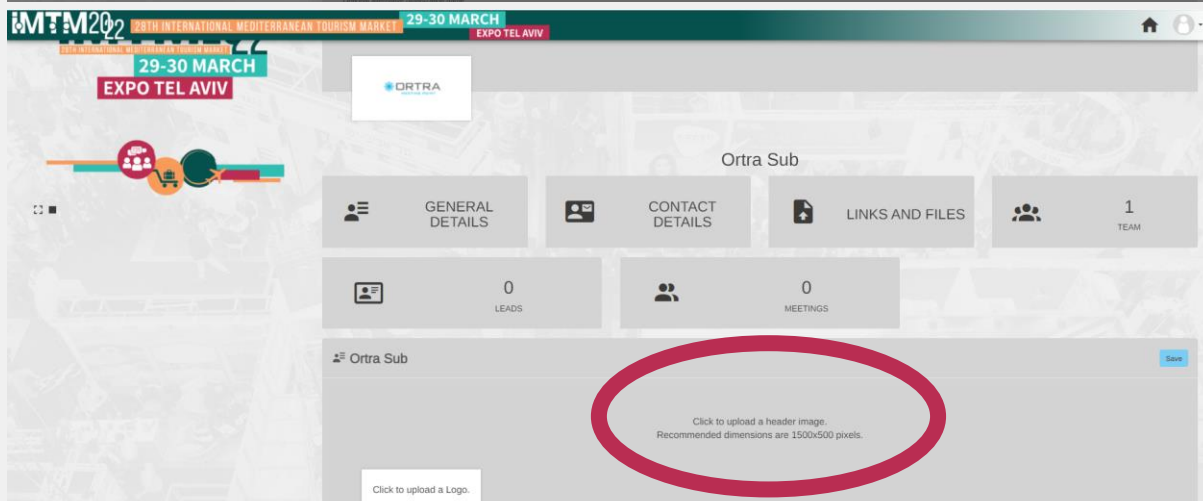 iMTM2022 28TH INTERNATIONAL MEDITERRANEAN TOURISM MARKET 29-30 MARCH
EXPO TEL AVIV
28TH INTERNATIONAL MEDITERRANEAN TOURISM MARKET
29-30 MARCH
EXPO TEL AVIV
ORTRA
Ortra Sub
GENERAL DETAILS
CONTACT DETAILS
LINKS AND FILES
1
TEAM
0
LEADS
0
MEETINGS
Ortra Sub
Save
Click to upload a header image.
Recommended dimensions are 1500x500 pixels.
Click to upload a Logo.